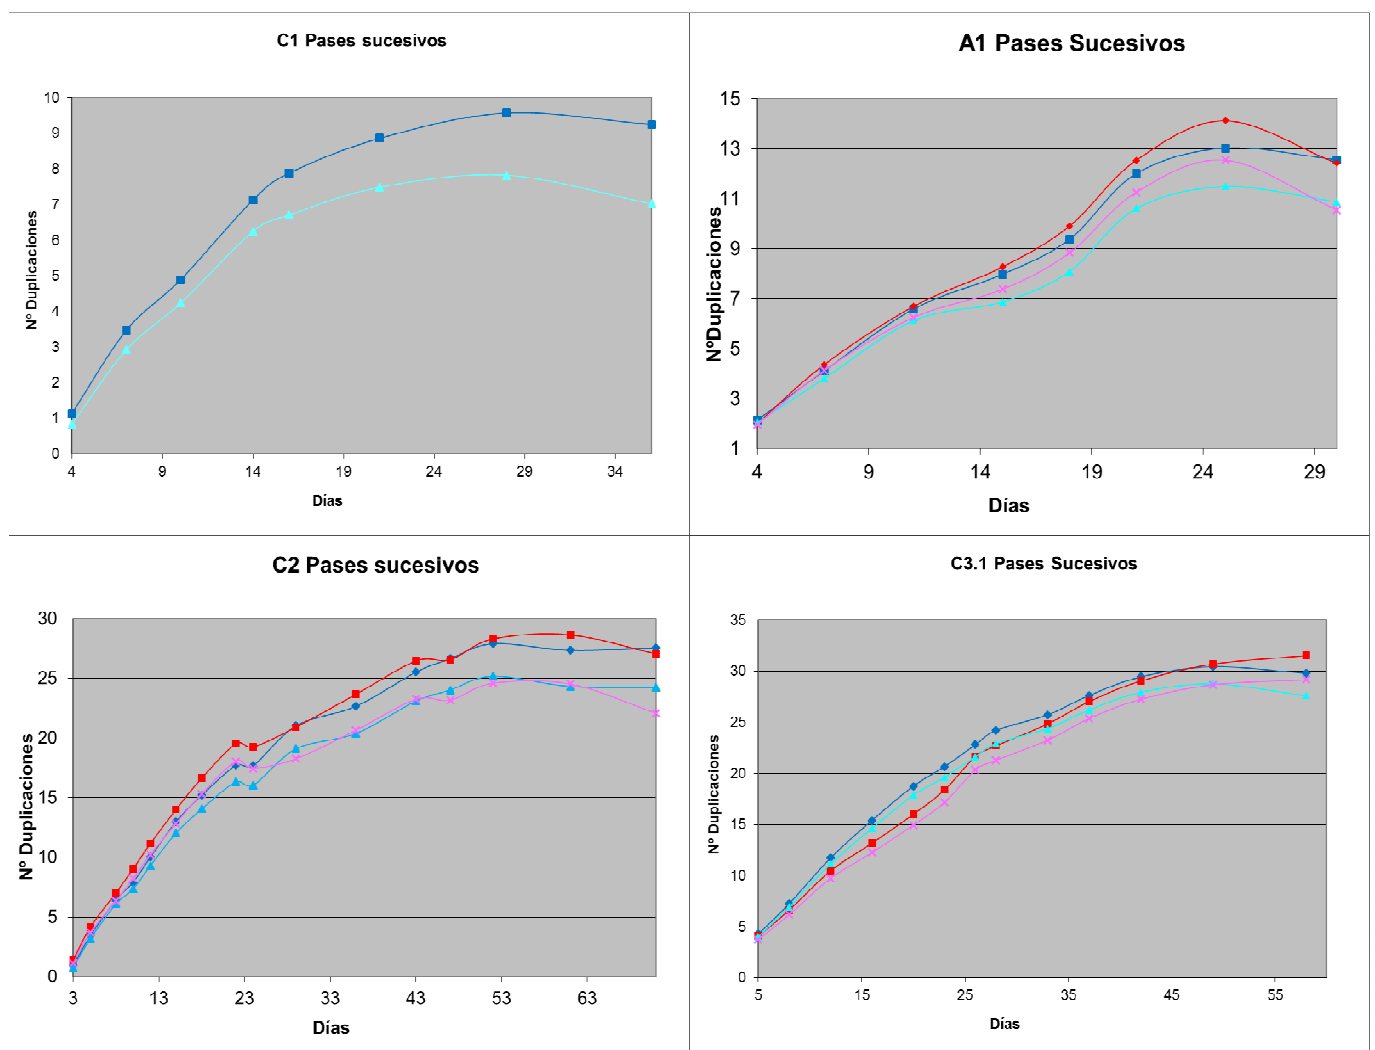 C1 Pases sucesivos
10
9
8
7
6
5
4
3
2
1
0
Nº Duplicaciones
4 9 14 19 24 29 34
Días
A1 Pases Sucesivos
15
13
11
9
7
5
3
1
NºDuplicaciones
4 9 14 19 24 29
Días
C2 Pases sucesivos
30
25
20
15
10
5
0
Nº Duplicaciones
3 13 23 33 43 53 63
Días
C3.1 Pases Sucesivos
35
30
25
20
15
10
5
0
Nº Duplicaciones
5 15 25 35 45 55
Días